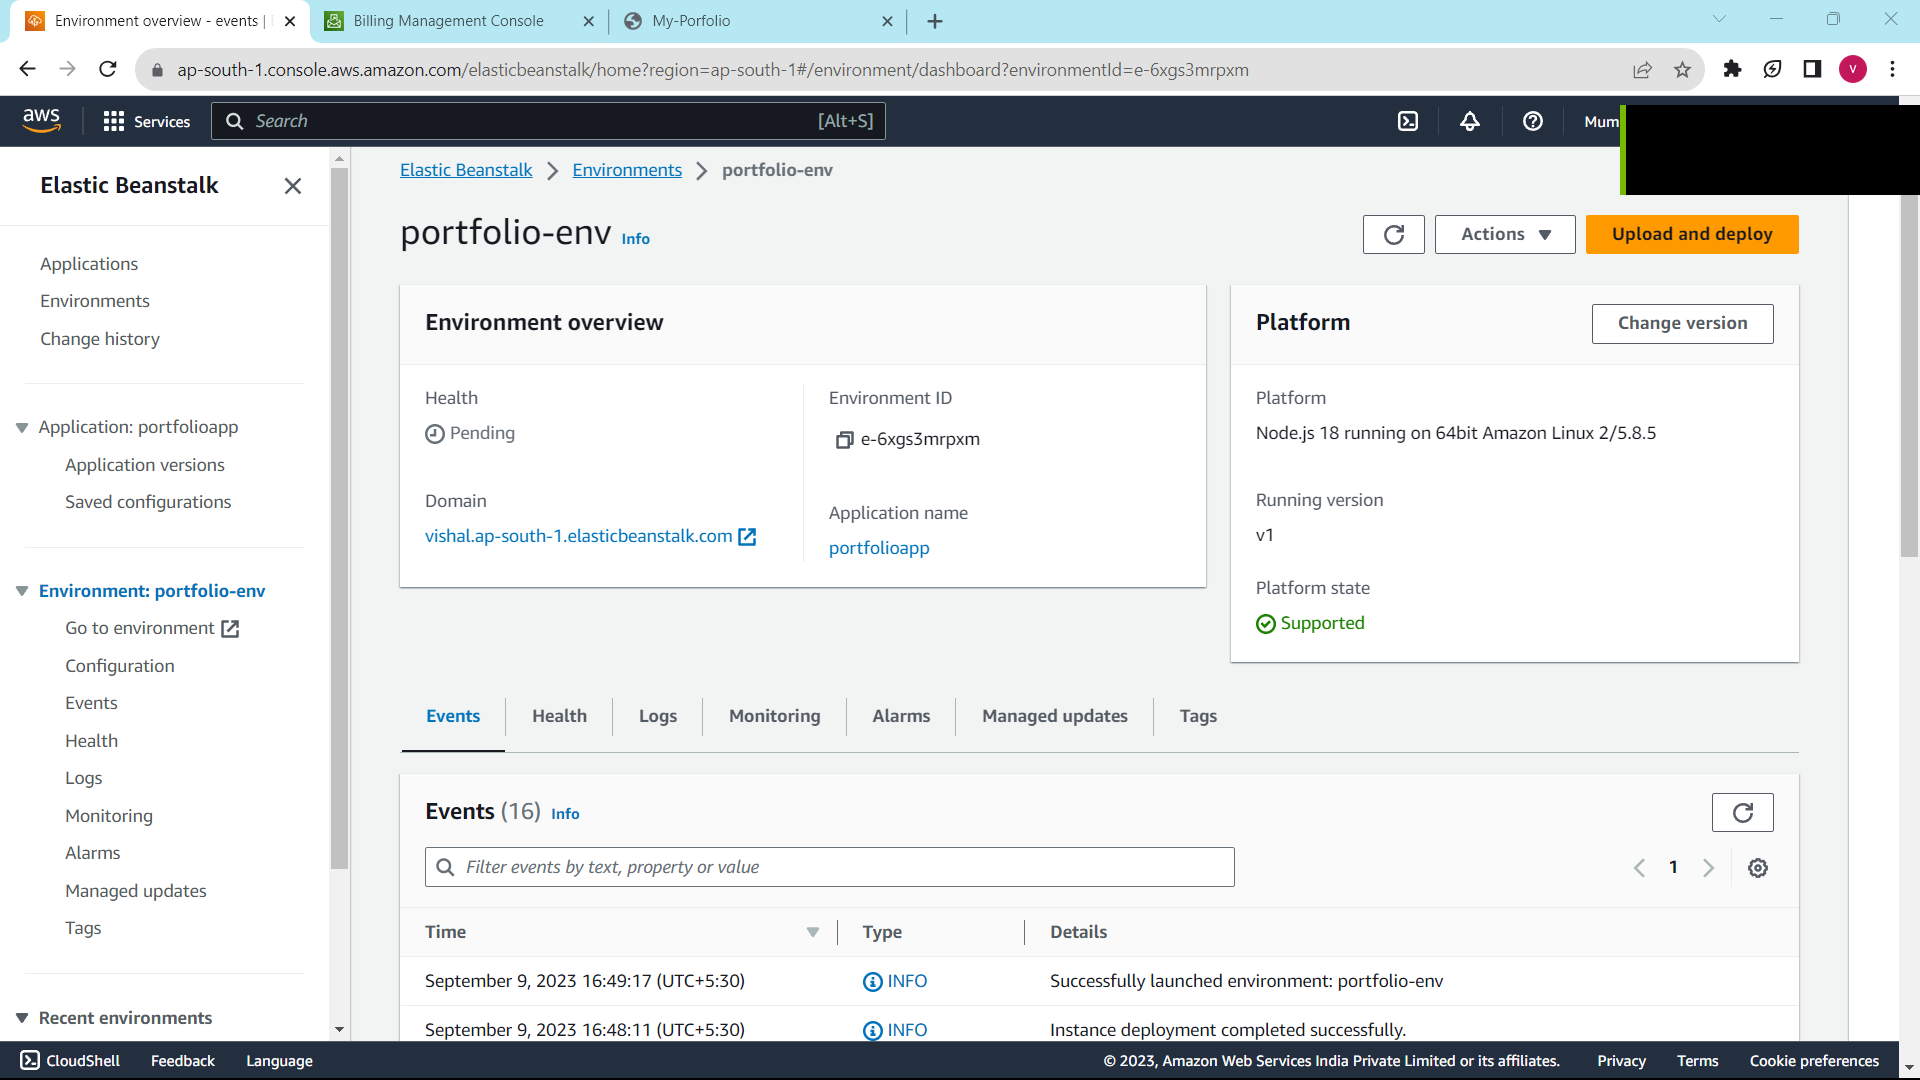 Environment overview - events |
Billing Management Console
My-Porfolio
ap-south-1.console.aws.amazon.com/elasticbeanstalk/home?region=ap-south-1#/environment/dashboard?environmentId=e-6xgs3mrpxm
V
aws
Services
Search
[Alt+S]
Mum
Elastic Beanstalk
Applications
Environments
Change history
Application: portfolioapp
Application versions
Saved configurations
Environment: portfolio-env
Go to environment
Configuration
Events
Health
Logs
Monitoring
Alarms
Managed updates
Tags
Recent environments
Elastic Beanstalk > Environments > portfolio-env
portfolio-env Info
Actions
Upload and deploy
Environment overview
Health
Pending
Domain
vishal.ap-south-1.elasticbeanstalk.com
Environment ID
e-6xgs3mrpxm
Application name
portfolioapp
Platform
Change version
Platform
Node.js 18 running on 64bit Amazon Linux 2/5.8.5
Running version
v1
Platform state
Supported
Events Health Logs Monitoring Alarms Managed updates Tags
Events (16) Info
Filter events by text, property or value
1
Time Type Details
September 9, 2023 16:49:17 (UTC+5:30) INFO Successfully launched environment: portfolio-env
September 9, 2023 16:48:11 (UTC+5:30) INFO Instance deployment completed successfully.
CloudShell Feedback Language © 2023, Amazon Web Services India Private Limited or its affiliates. Privacy Terms Cookie preferences